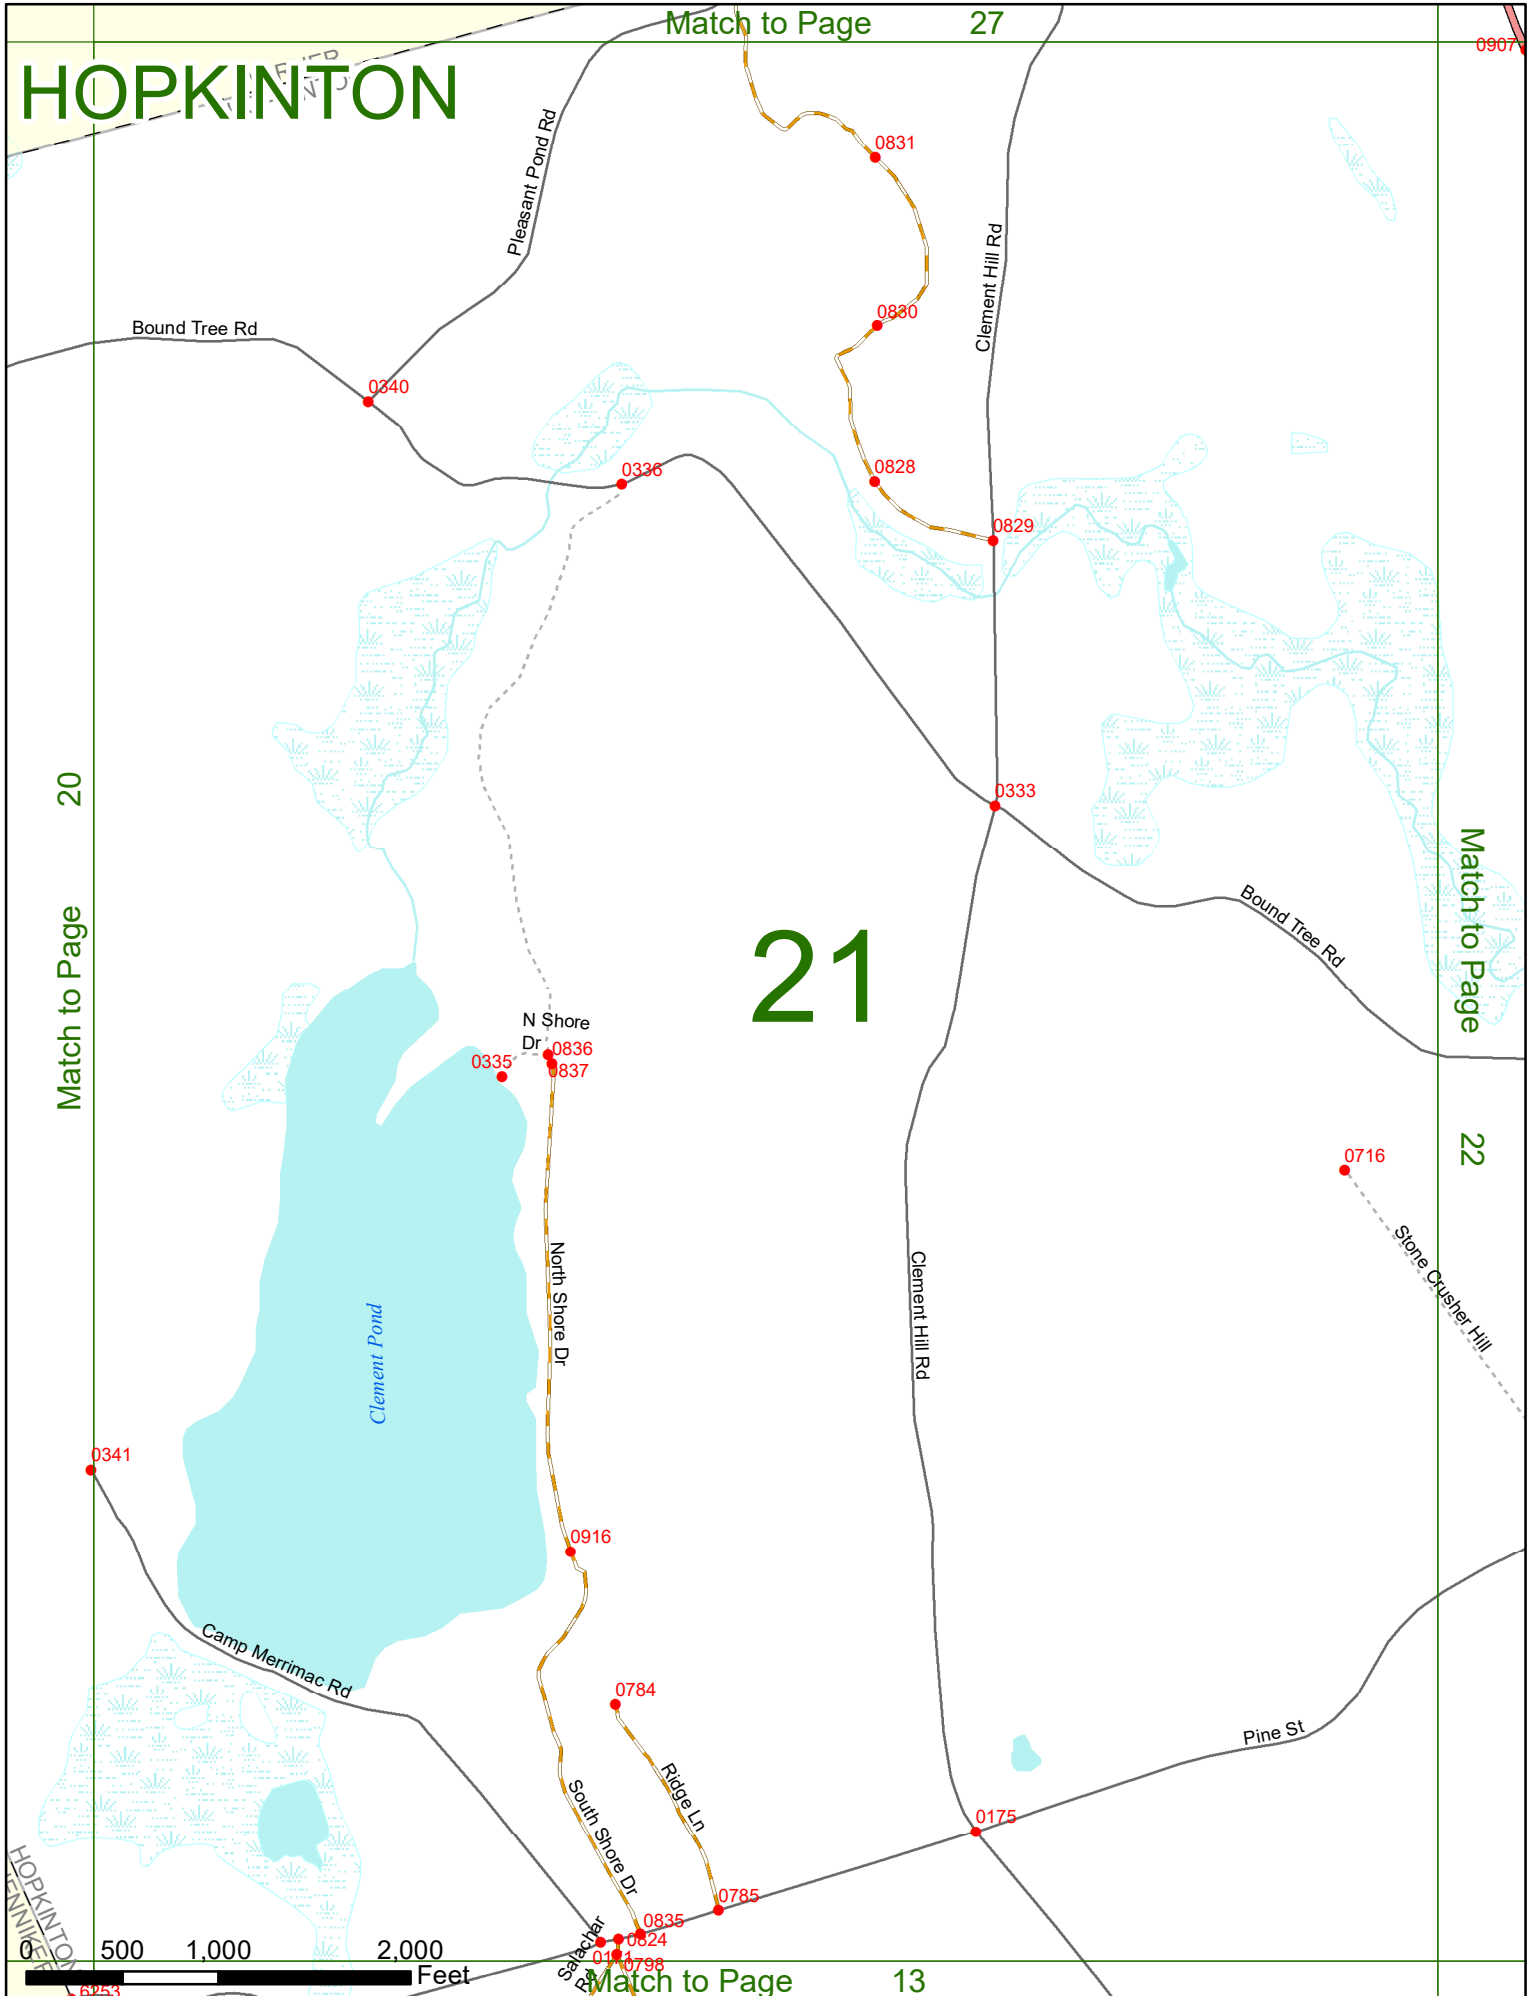 Match to Page 27
0907
HOPKINTON
Pleasant Pond Rd
0831
Clement Hill Rd
Bound Tree Rd
0830
0340
0336
0828
0829
20
Match to Page
0333
Match to Page
22
Bound Tree Rd
21
N Shore
Dr
0836
0335
0837
0716
Stone Crusher Hill
North Shore Dr
Clement Hill Rd
Clement Pond
0341
0916
Camp Merrimac Rd
0784
Ridge Ln
Pine St
South Shore Dr
0175
0785
0835
0824
Salachar
Rd
0798
HOPKINTON
0 500 1,000 2,000
Feet
6253
Match to Page 13